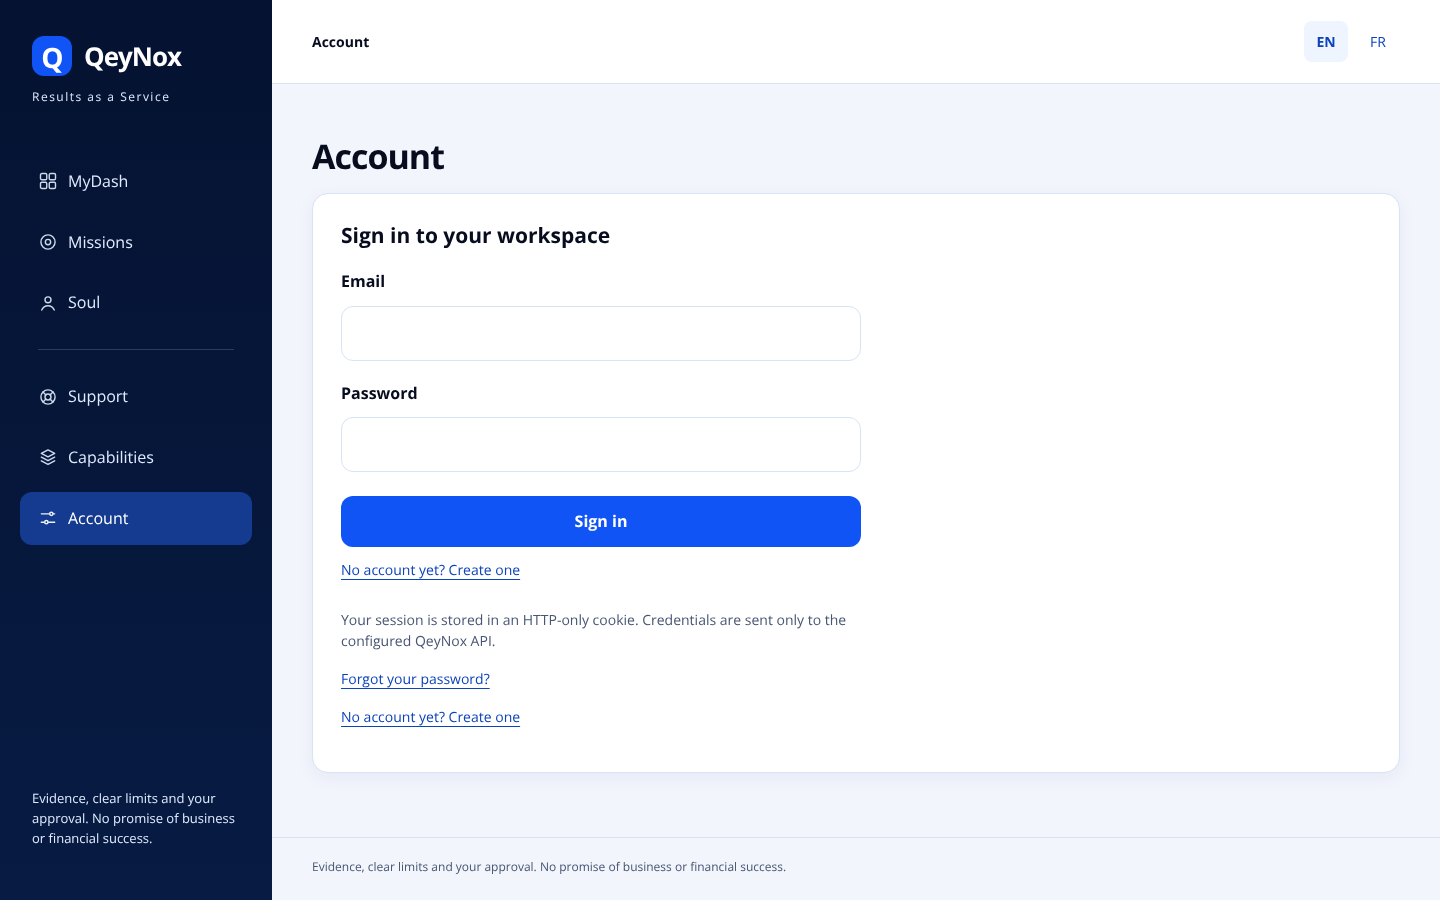 Q QeyNox
Results as a Service
MyDash
Missions
Soul
Support
Capabilities
Account
Evidence, clear limits and your
approval. No promise of business
or financial success.
Account
EN FR
Account
Sign in to your workspace
Email
Password
Sign in
No account yet? Create one
Your session is stored in an HTTP-only cookie. Credentials are sent only to the
configured QeyNox API.
Forgot your password?
No account yet? Create one
Evidence, clear limits and your approval. No promise of business or financial success.